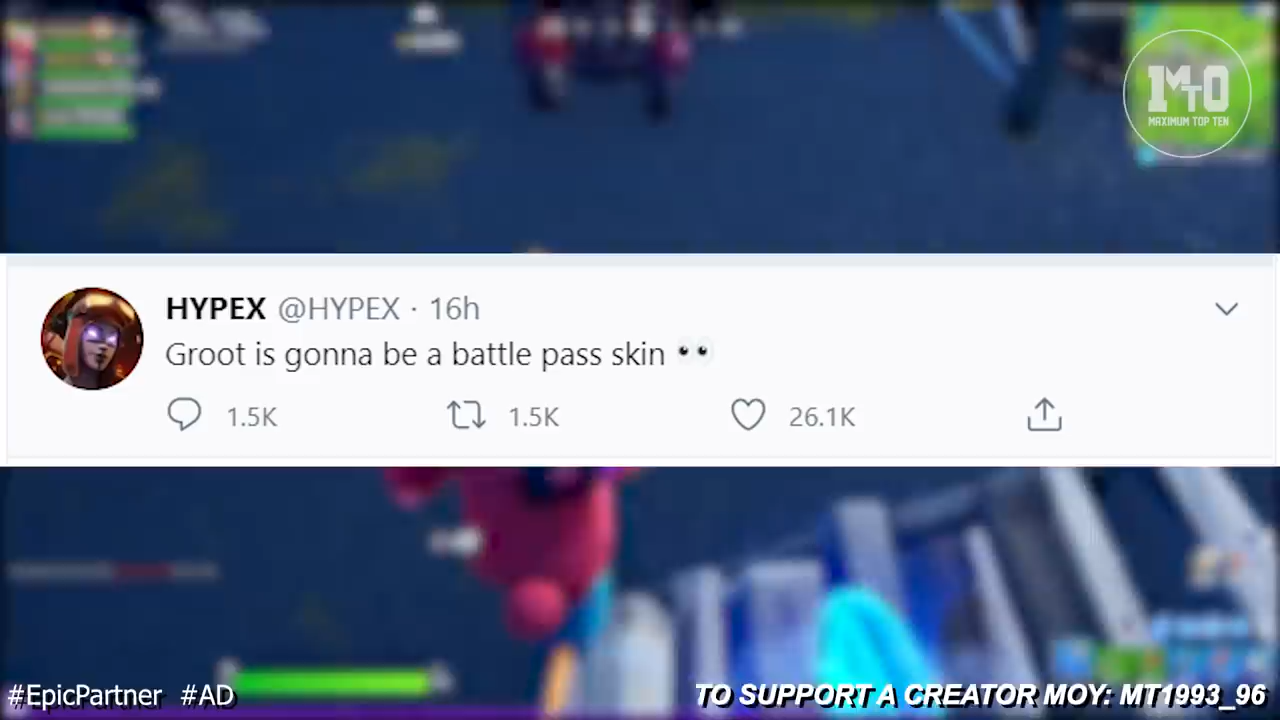 1MTO
MAXIMUM TOP TEN
HYPEX @HYPEX · 16h
Groot is gonna be a battle pass skin 👀
1.5K 1.5K 26.1K
#EpicPartner #AD
TO SUPPORT A CREATOR MOY: MT1993_96